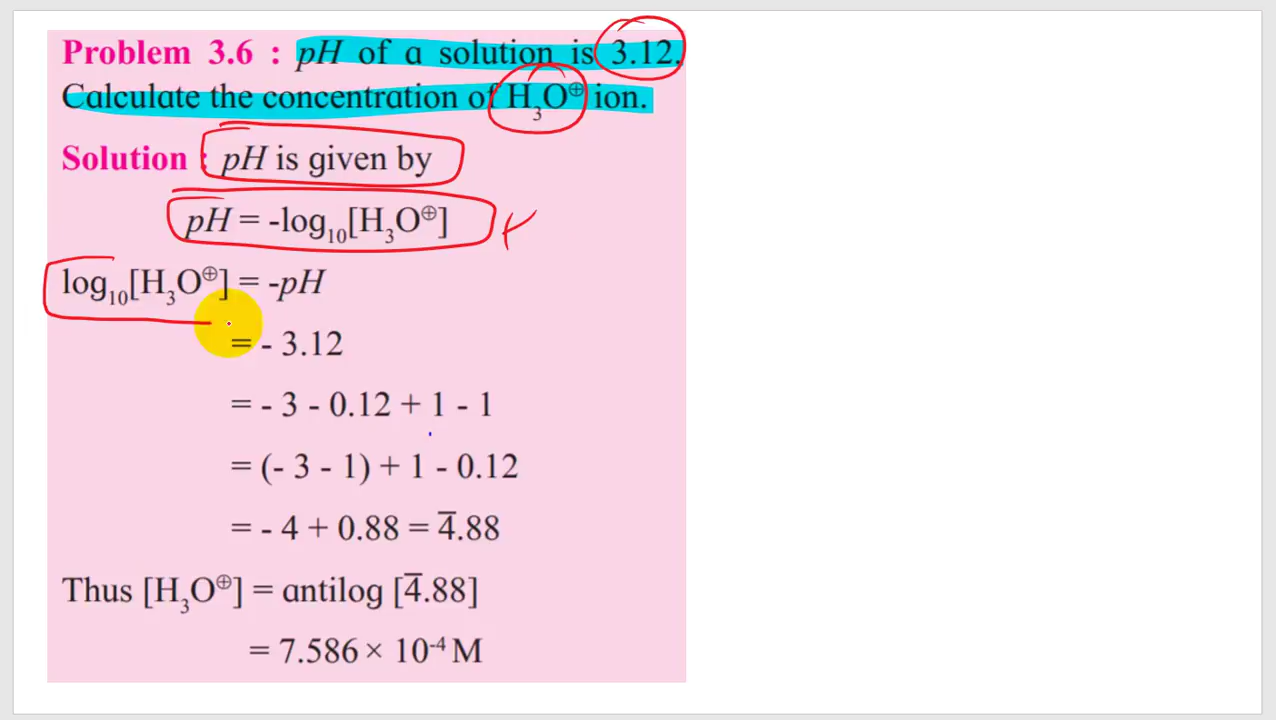 Problem 3.6 : pH of a solution is 3.12.
Calculate the concentration of H₃O⊕ ion.
Solution : pH is given by
pH = -log₁₀[H₃O⊕]
log₁₀[H₃O⊕] = -pH
= - 3.12
= - 3 - 0.12 + 1 - 1
= (- 3 - 1) + 1 - 0.12
= - 4 + 0.88 = 4̅.88
Thus [H₃O⊕] = antilog [4̅.88]
= 7.586 × 10⁻⁴ M